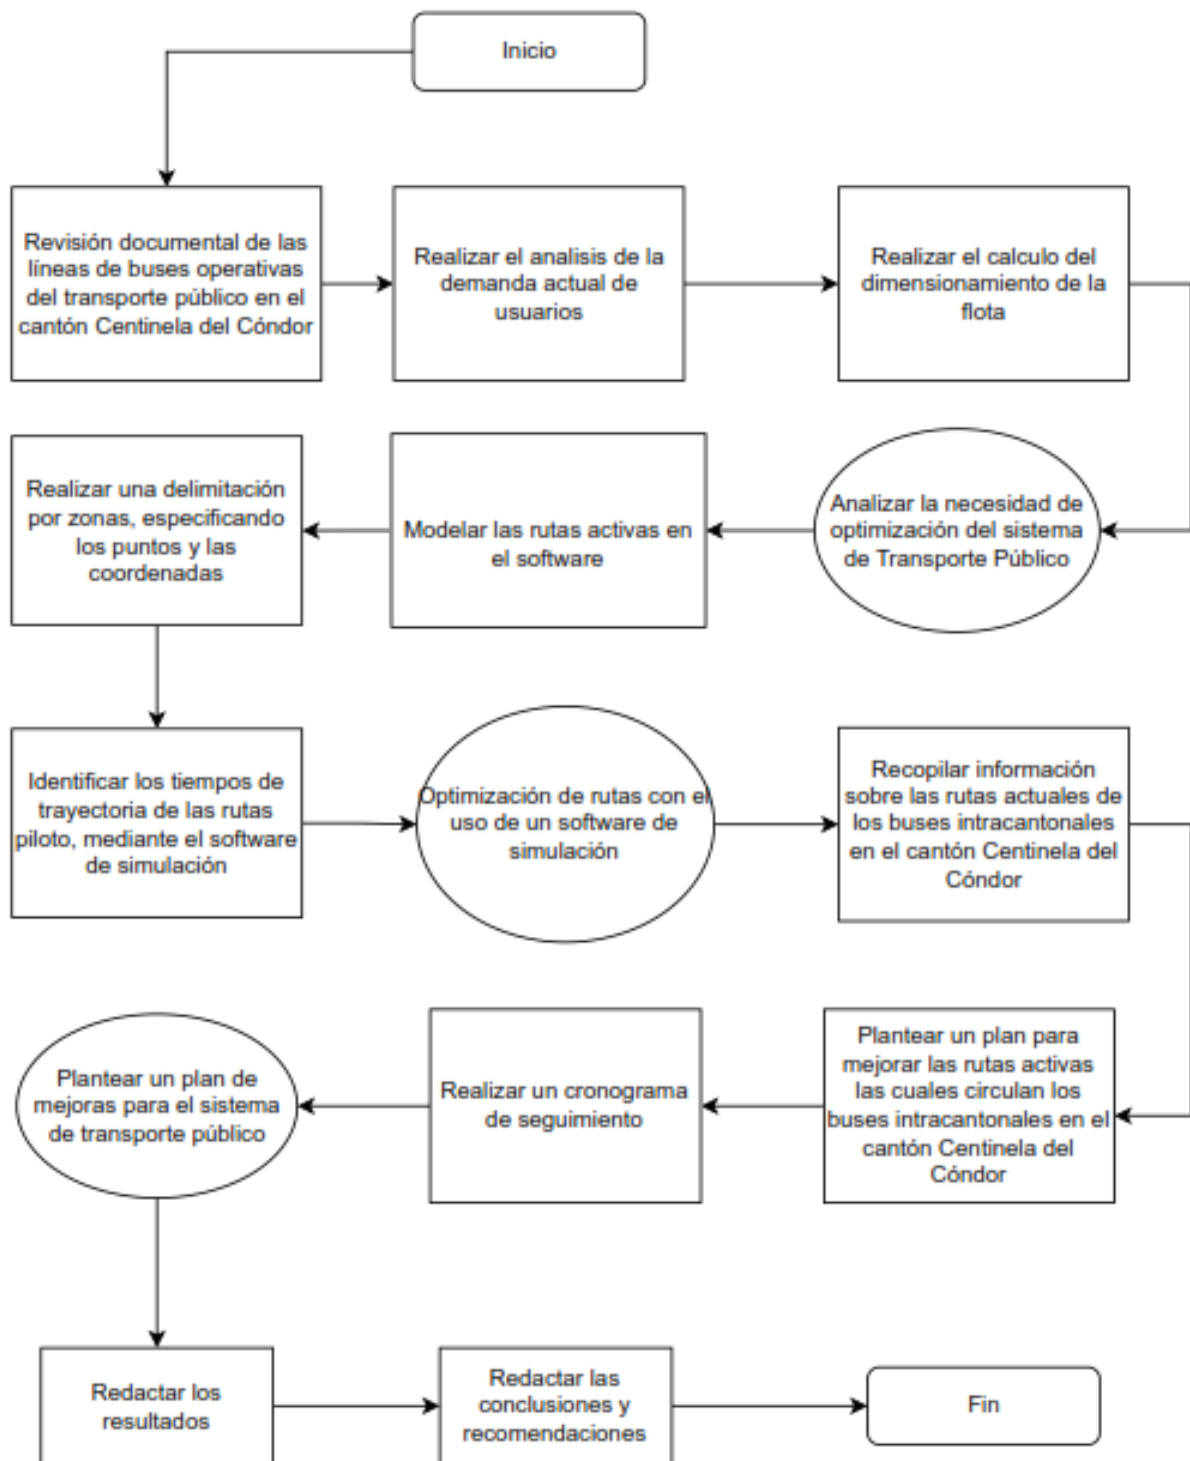 Inicio
Revisión documental de las
líneas de buses operativas
del transporte público en el
cantón Centinela del Cóndor
Realizar el analisis de la
demanda actual de
usuarios
Realizar el calculo del
dimensionamiento de la
flota
Analizar la necesidad de
optimización del sistema
de Transporte Público
Modelar las rutas activas en
el software
Realizar una delimitación
por zonas, especificando
los puntos y las
coordenadas
Identificar los tiempos de
trayectoria de las rutas
piloto, mediante el software
de simulación
Optimización de rutas con el
uso de un software de
simulación
Recopilar información
sobre las rutas actuales de
los buses intracantonales
en el cantón Centinela del
Cóndor
Plantear un plan para
mejorar las rutas activas
las cuales circulan los
buses intracantonales en el
cantón Centinela del
Cóndor
Realizar un cronograma
de seguimiento
Plantear un plan de
mejoras para el sistema
de transporte público
Redactar los
resultados
Redactar las
conclusiones y
recomendaciones
Fin